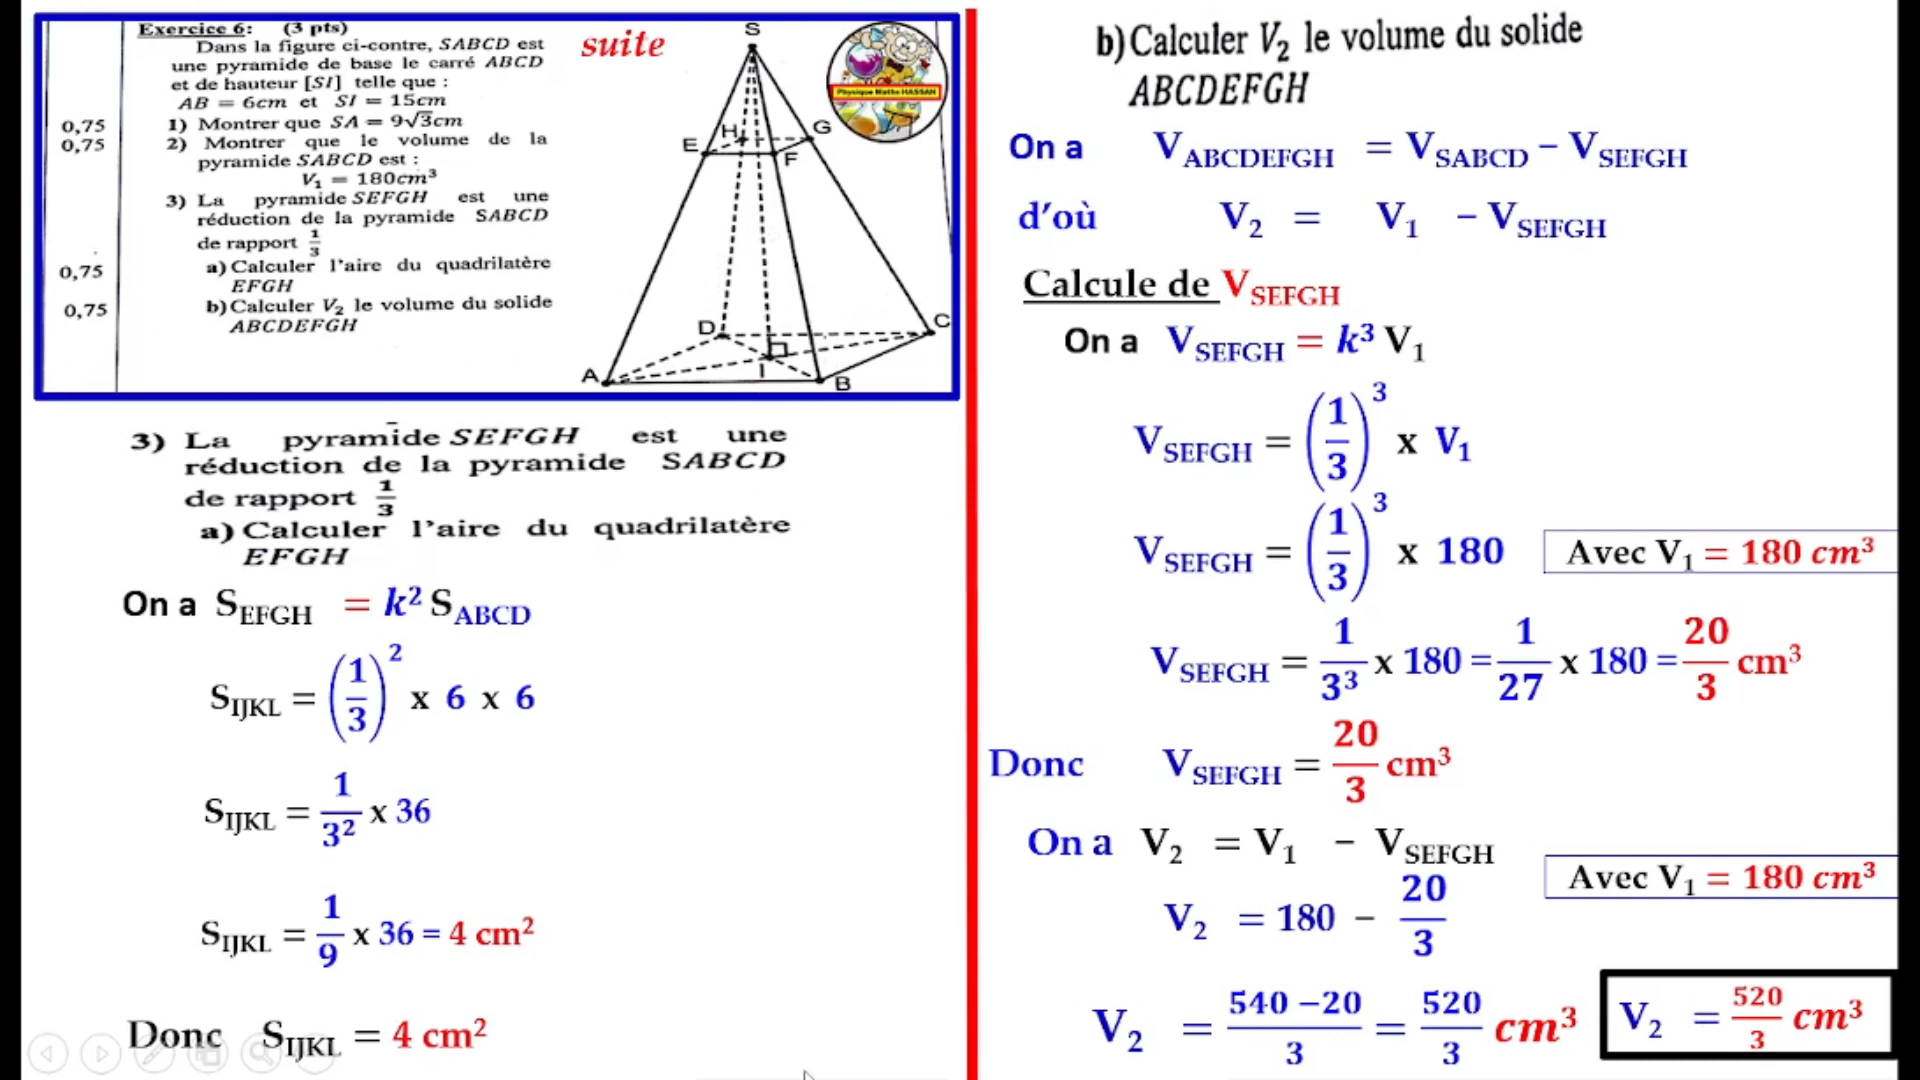 Exercice 6: (3 pts)
Dans la figure ci-contre, SABCD est
une pyramide de base le carré ABCD
et de hauteur [SI] telle que :
AB = 6cm et SI = 15cm
0,75 1) Montrer que SA = 9√3cm
0,75 2) Montrer que le volume de la
pyramide SABCD est :
V₁ = 180cm³
3) La pyramide SEFGH est une
réduction de la pyramide SABCD
de rapport 1/3
0,75 a) Calculer l'aire du quadrilatère
EFGH
0,75 b) Calculer V₂ le volume du solide
ABCDEFGH
suite
S
Physique Maths HASSAN
E H G F
D C
A I B
3) La pyramide SEFGH est une
réduction de la pyramide SABCD
de rapport 1/3
a) Calculer l'aire du quadrilatère
EFGH
On a S_EFGH = k² S_ABCD
S_IJKL = (1/3)² x 6 x 6
S_IJKL = 1/3² x 36
S_IJKL = 1/9 x 36 = 4 cm²
Donc S_IJKL = 4 cm²
b) Calculer V₂ le volume du solide
ABCDEFGH
On a V_ABCDEFGH = V_SABCD − V_SEFGH
d'où V₂ = V₁ − V_SEFGH
Calcule de V_SEFGH
On a V_SEFGH = k³ V₁
V_SEFGH = (1/3)³ x V₁
V_SEFGH = (1/3)³ x 180 Avec V₁ = 180 cm³
V_SEFGH = 1/3³ x 180 = 1/27 x 180 = 20/3 cm³
Donc V_SEFGH = 20/3 cm³
On a V₂ = V₁ − V_SEFGH
Avec V₁ = 180 cm³
V₂ = 180 − 20/3
V₂ = 540 −20/3 = 520/3 cm³
V₂ = 520/3 cm³